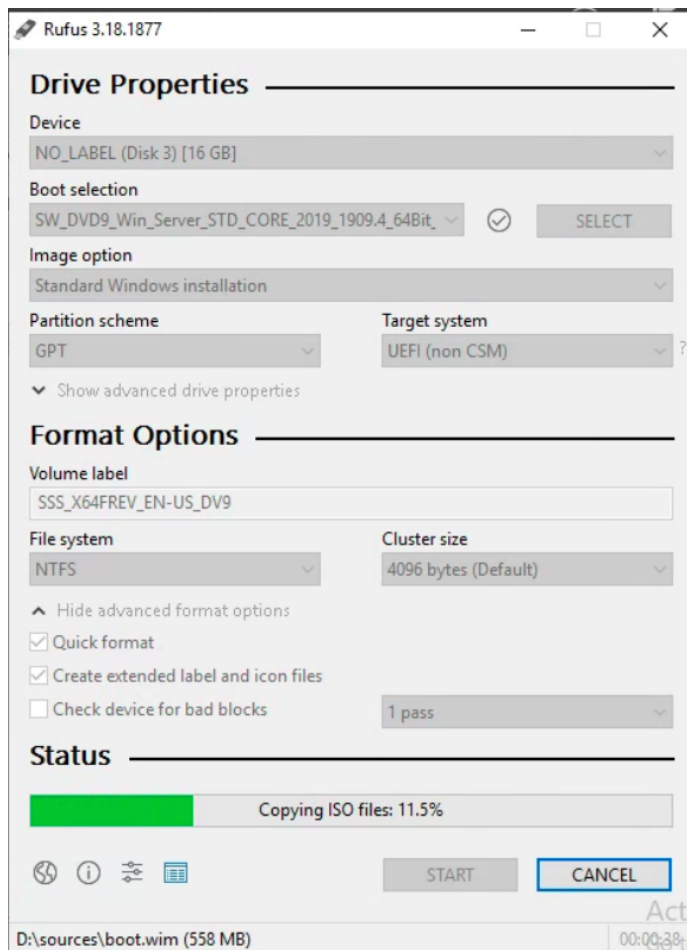 Rufus 3.18.1877
Drive Properties
Device
NO_LABEL (Disk 3) [16 GB]
Boot selection
SW_DVD9_Win_Server_STD_CORE_2019_1909.4_64Bit_
SELECT
Image option
Standard Windows installation
Partition scheme
Target system
GPT
UEFI (non CSM)
?
Show advanced drive properties
Format Options
Volume label
SSS_X64FREV_EN-US_DV9
File system
Cluster size
NTFS
4096 bytes (Default)
Hide advanced format options
Quick format
Create extended label and icon files
Check device for bad blocks
1 pass
Status
Copying ISO files: 11.5%
START
CANCEL
Act
D:\sources\boot.wim (558 MB)
00:00:38